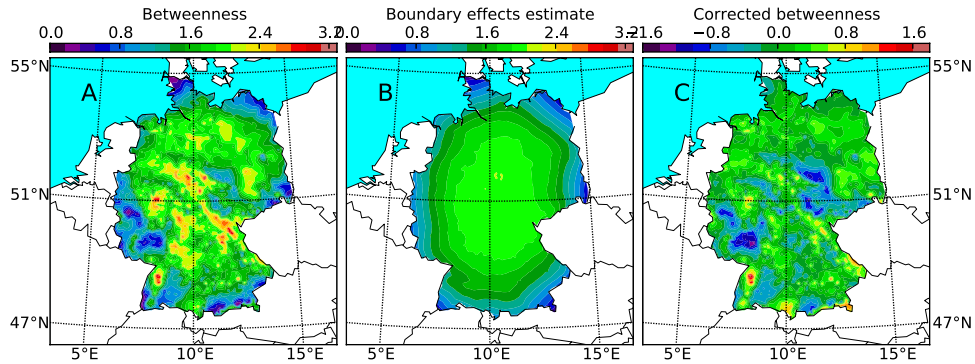 Betweenness
Boundary effects estimate
Corrected betweenness
0.0 0.8 1.6 2.4 3.2
0.0 0.8 1.6 2.4 3.2
−1.6 −0.8 0.0 0.8 1.6
55°N
51°N
47°N
A
B
C
55°N
51°N
47°N
5°E 10°E 15°E
5°E 10°E 15°E
5°E 10°E 15°E